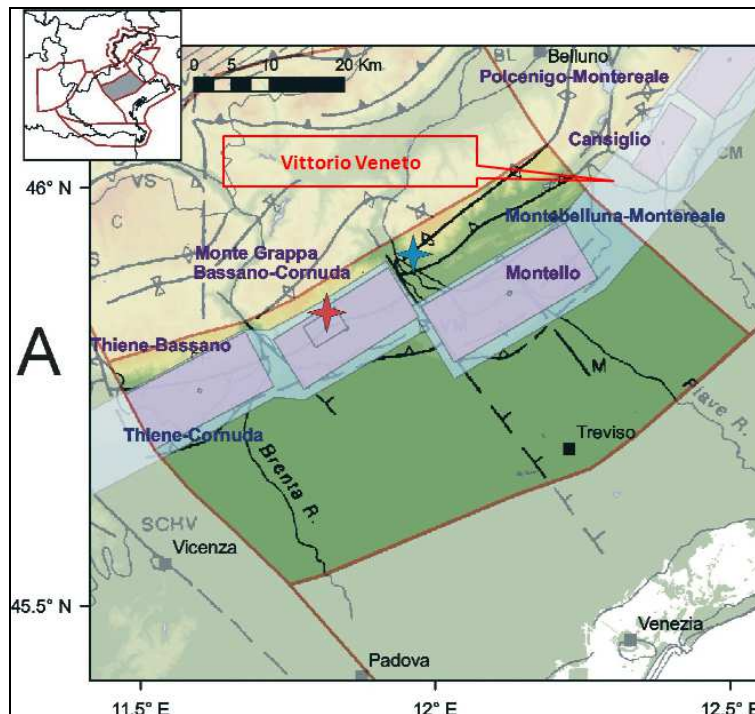 0 5 10 20 Km
BL
Belluno
Polcenigo-Montereale
Cansiglio
Vittorio Veneto
CM
46° N
VS
Montebelluna-Montereale
C
Monte Grappa
Bassano-Cornuda
Montello
S
A
Thiene-Bassano
M
Piave R.
Thiene-Cornuda
Treviso
Brenta R.
SCHV
Vicenza
45.5° N
Venezia
Padova
11.5° E
12° E
12.5° E